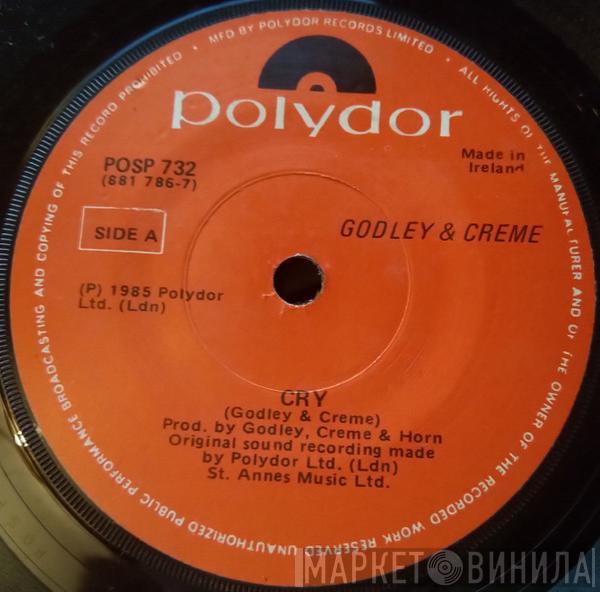 MFD BY POLYDOR RECORDS LIMITED • ALL RIGHTS OF THE MANUFACTURER AND OF THE OWNER OF THE RECORDED WORK RESERVED UNAUTHORIZED PUBLIC PERFORMANCE BROADCASTING AND COPYING OF THIS RECORD PROHIBITED •
polydor
POSP 732
(881 786-7)
Made in
Ireland
SIDE A
GODLEY & CREME
(P) 1985 Polydor
Ltd. (Ldn)
CRY
(Godley & Creme)
Prod. by Godley, Creme & Horn
Original sound recording made
by Polydor Ltd. (Ldn)
St. Annes Music Ltd.
МАРКЕТ ВИНИЛА